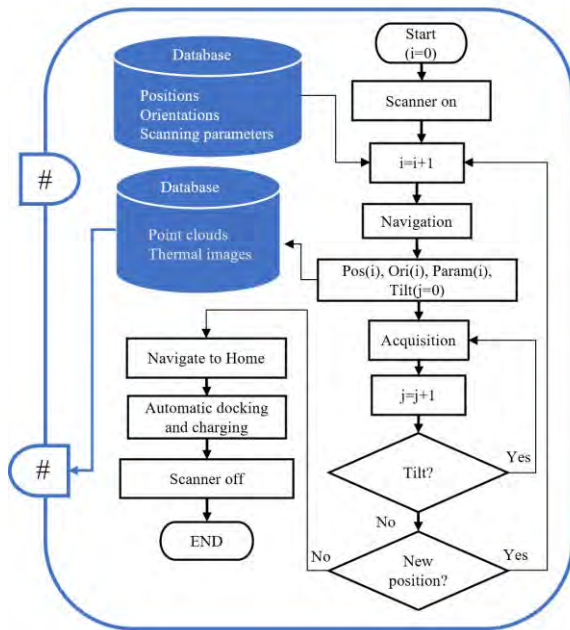 Start
(i=0)
Database
Positions
Orientations
Scanning parameters
Scanner on
i=i+1
#
Database
Point clouds
Thermal images
Navigation
Pos(i), Ori(i), Param(i),
Tilt(j=0)
Navigate to Home
Acquisition
Automatic docking
and charging
j=j+1
#
Scanner off
Tilt?
Yes
No
END
No
New
position?
Yes